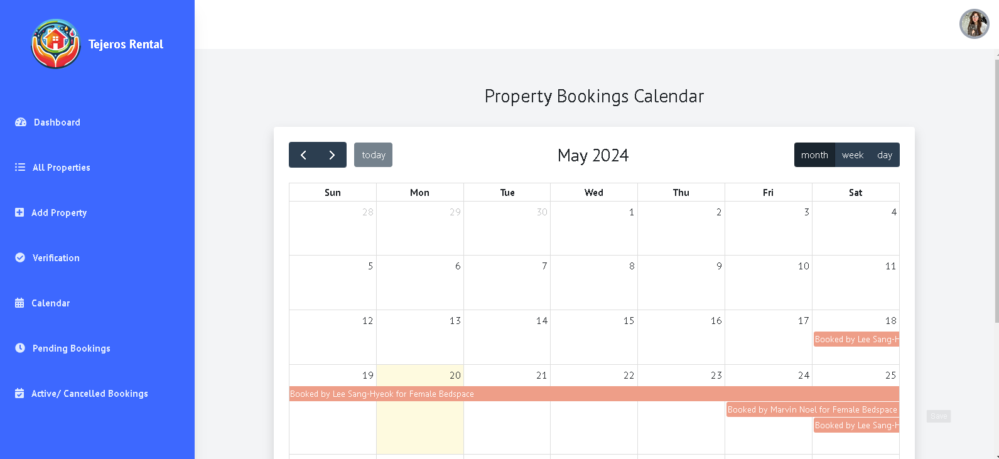 Tejeros Rental
Dashboard
All Properties
Add Property
Verification
Calendar
Pending Bookings
Active/ Cancelled Bookings
Property Bookings Calendar
today
May 2024
month week day
Sun Mon Tue Wed Thu Fri Sat
28 29 30 1 2 3 4
5 6 7 8 9 10 11
12 13 14 15 16 17 18
Booked by Lee Sang-H
19 20 21 22 23 24 25
Booked by Lee Sang-Hyeok for Female Bedspace
Booked by Marvin Noel for Female Bedspace
Booked by Lee Sang-H
Save